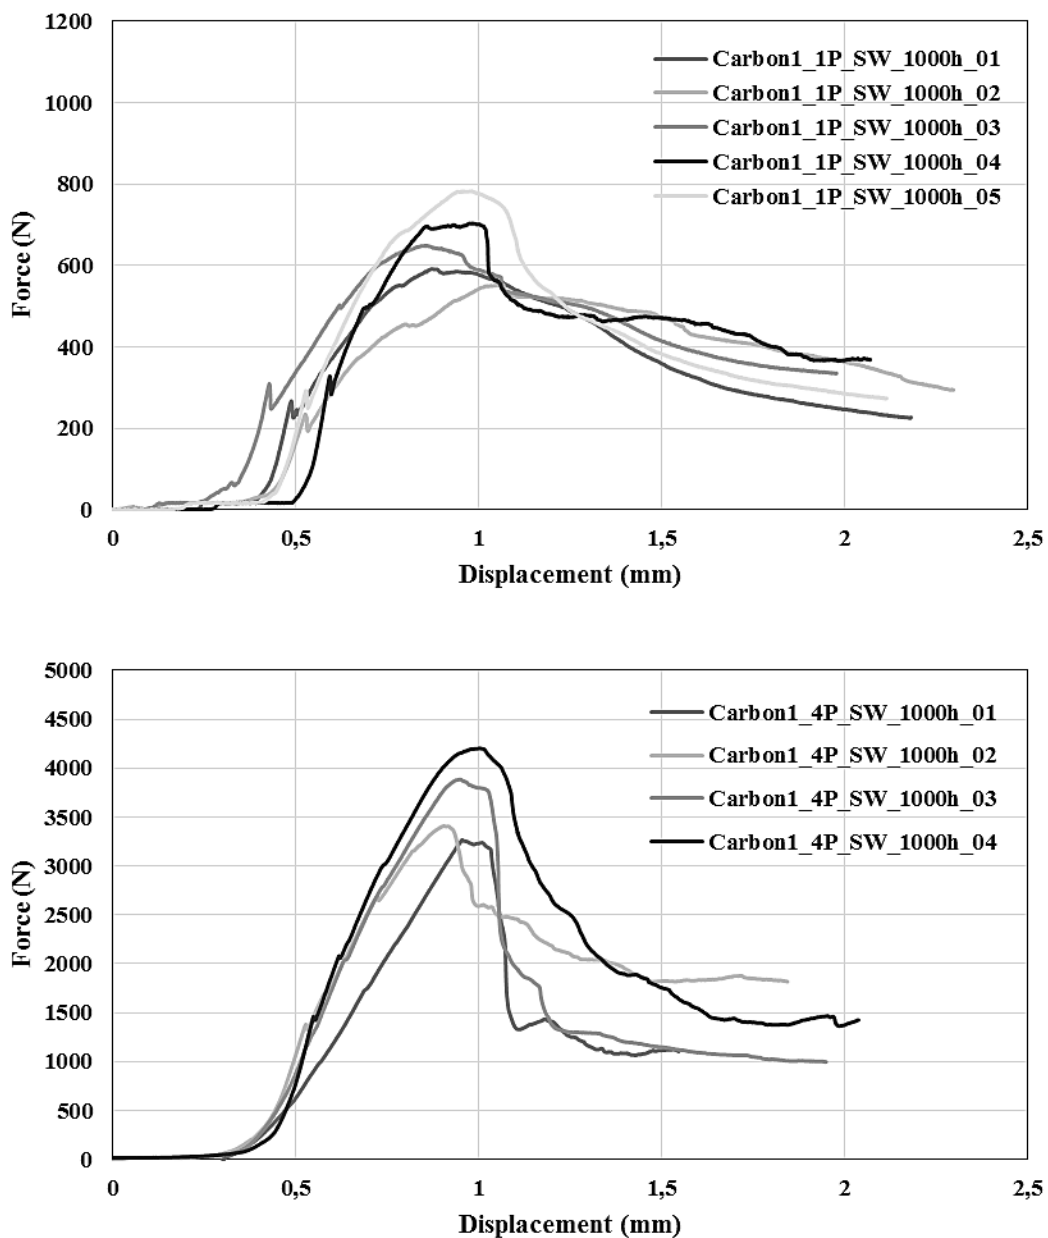 1200
1000
800
600
400
200
0
Force (N)
Carbon1_1P_SW_1000h_01
Carbon1_1P_SW_1000h_02
Carbon1_1P_SW_1000h_03
Carbon1_1P_SW_1000h_04
Carbon1_1P_SW_1000h_05
0 0,5 1 1,5 2 2,5
Displacement (mm)
5000
4500
4000
3500
3000
2500
2000
1500
1000
500
0
Force (N)
Carbon1_4P_SW_1000h_01
Carbon1_4P_SW_1000h_02
Carbon1_4P_SW_1000h_03
Carbon1_4P_SW_1000h_04
0 0,5 1 1,5 2 2,5
Displacement (mm)